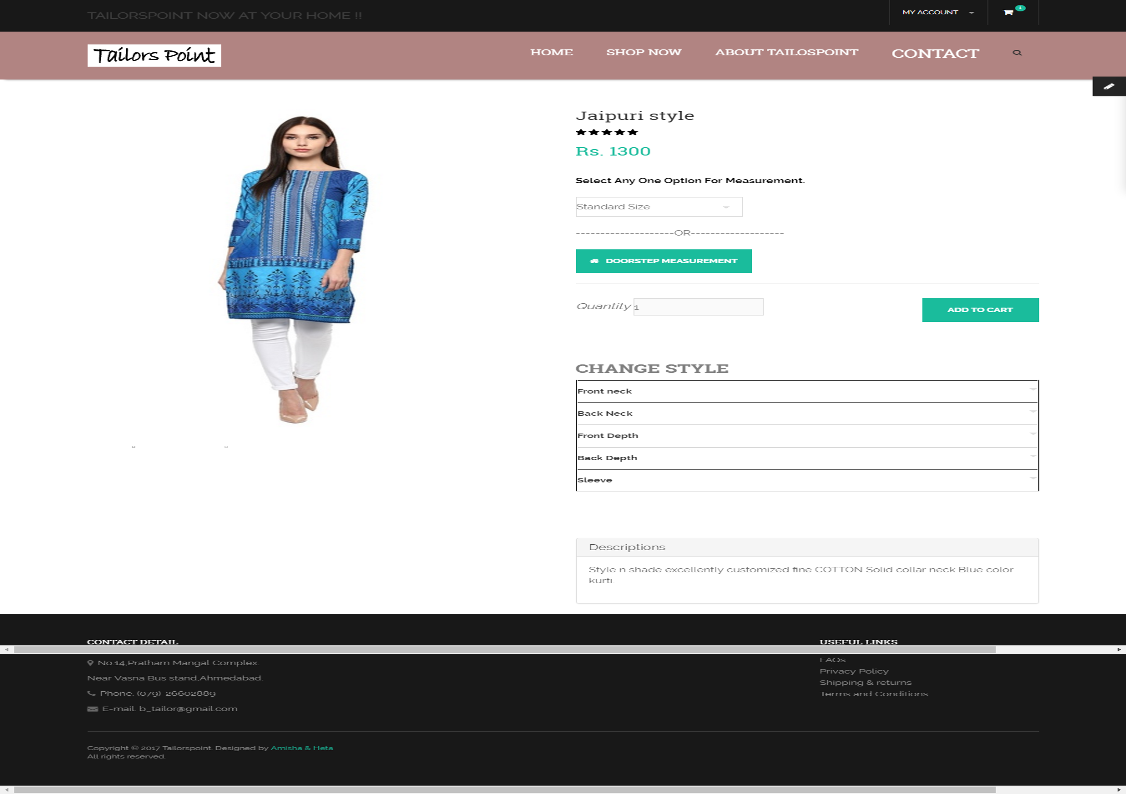 TAILORSPOINT NOW AT YOUR HOME !!
MY ACCOUNT
1
Tailors Point
HOME
SHOP NOW
ABOUT TAILOSPOINT
CONTACT
Jaipuri style
Rs. 1300
Select Any One Option For Measurement.
Standard Size
--------------------OR-------------------
DOORSTEP MEASUREMENT
Quantity 1
ADD TO CART
CHANGE STYLE
Front neck
Back Neck
Front Depth
Back Depth
Sleeve
Descriptions
Style n shade excellently customized fine COTTON Solid collar neck Blue color
kurti
CONTACT DETAIL
No:14,Pratham Mangal Complex
Near Vasna Bus stand,Ahmedabad.
Phone: (079) 26602889
E-mail: b_tailor@gmail.com
USEFUL LINKS
FAQs
Privacy Policy
Shipping & returns
Terms and Conditions
Copyright © 2017 Tailorspoint. Designed by Amisha & Heta
All rights reserved.